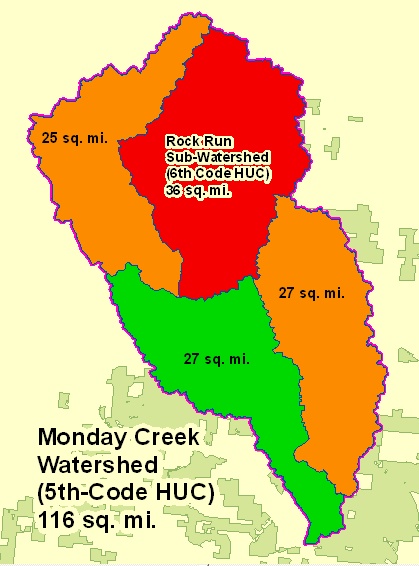 25 sq. mi.
Rock Run
Sub-Watershed
(6th Code HUC)
36 sq. mi.
27 sq. mi.
27 sq. mi.
Monday Creek
Watershed
(5th-Code HUC)
116 sq. mi.